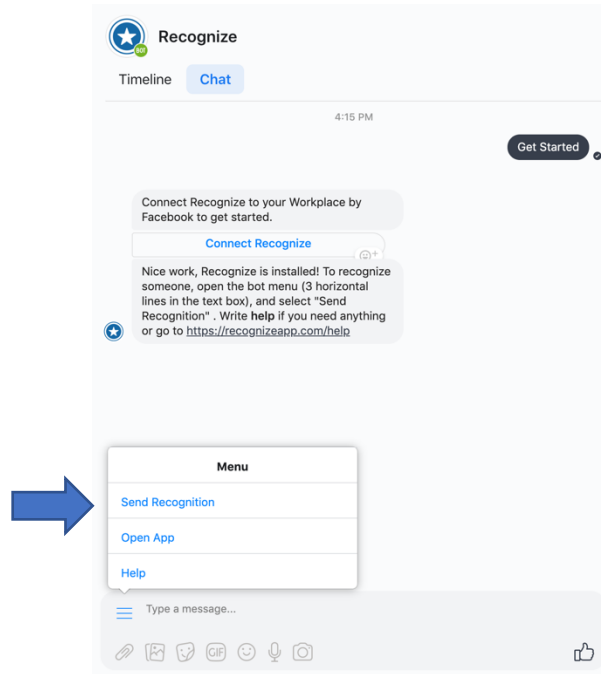 Recognize
BOT
Timeline Chat
4:15 PM
Get Started
Connect Recognize to your Workplace by
Facebook to get started.
Connect Recognize
Nice work, Recognize is installed! To recognize
someone, open the bot menu (3 horizontal
lines in the text box), and select "Send
Recognition" . Write help if you need anything
or go to https://recognizeapp.com/help
Menu
Send Recognition
Open App
Help
Type a message...
GIF